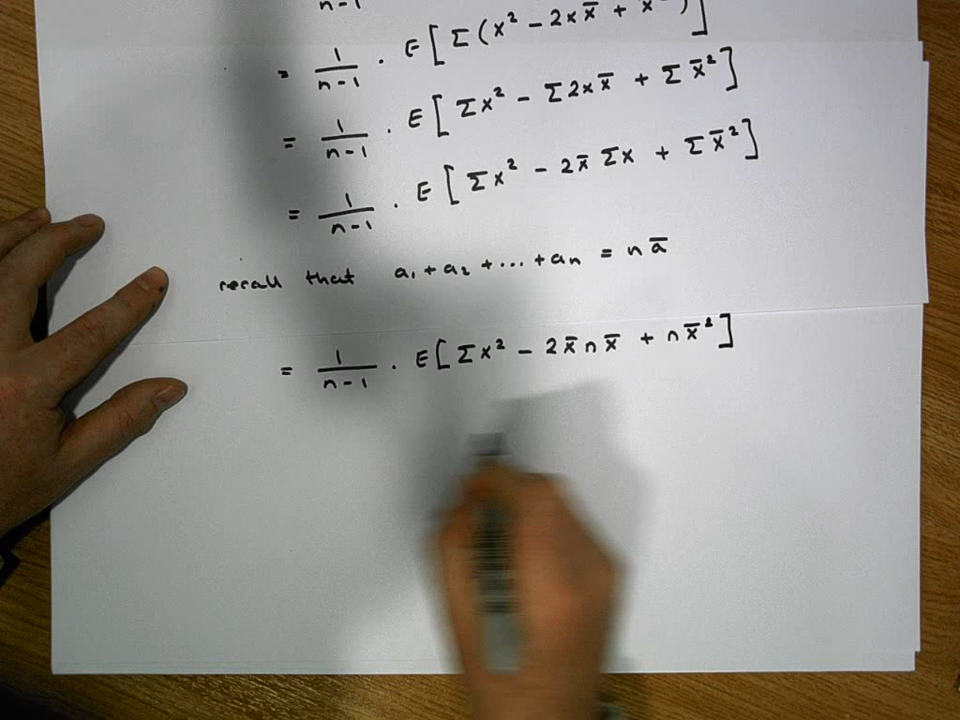 n-1
= 1/n-1 . E[Σ(x² - 2xx̄ + x̄²)]
= 1/n-1 . E[Σx² - Σ2xx̄ + Σx̄²]
= 1/n-1 . E[Σx² - 2x̄Σx + Σx̄²]
recall that a₁+a₂+...+aₙ = nā
= 1/n-1 . E[Σx² - 2x̄nx̄ + nx̄²]